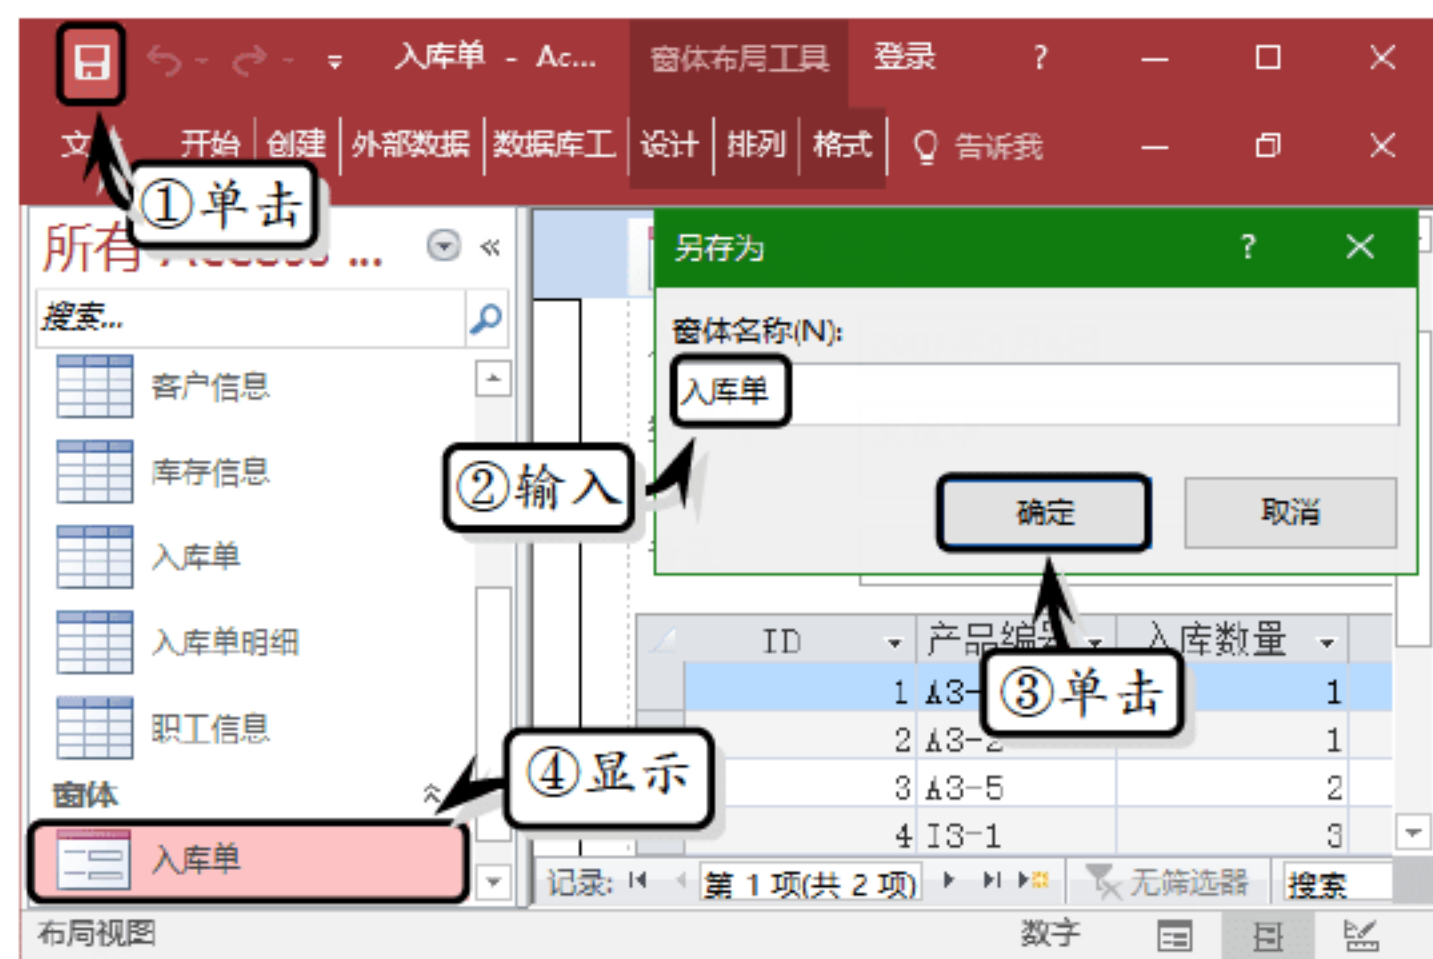 入库单 - Ac... 窗体布局工具 登录 ?
文件 开始 创建 外部数据 数据库工 设计 排列 格式 告诉我
①单击
所有 Access ... «
搜索...
客户信息
库存信息
入库单
入库单明细
职工信息
窗体
入库单
另存为 ?
窗体名称(N):
入库单
②输入
确定 取消
③单击
ID 产品编号 入库数量
1 A3- 1
2 A3-2 1
3 A3-5 2
4 I3-1 3
④显示
记录: 第 1 项(共 2 项) 无筛选器 搜索
布局视图 数字